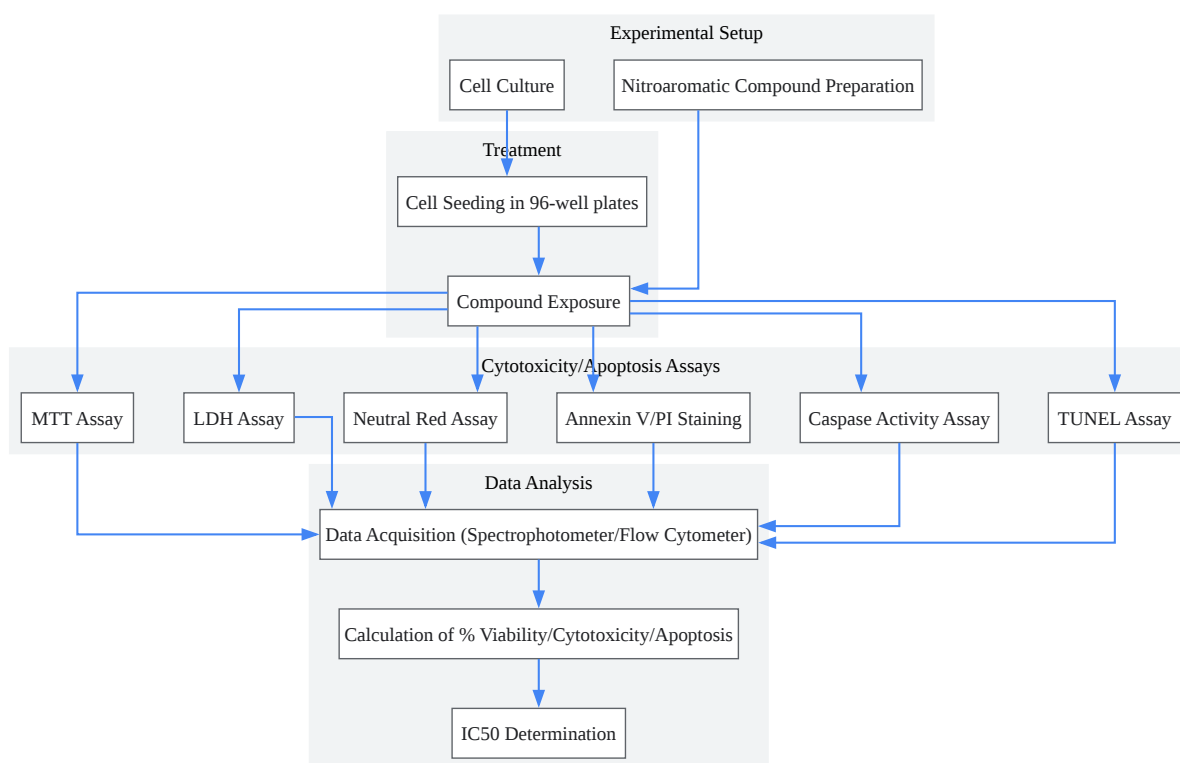 Experimental Setup
Cell Culture
Nitroaromatic Compound Preparation
Treatment
Cell Seeding in 96-well plates
Compound Exposure
Cytotoxicity/Apoptosis Assays
MTT Assay
LDH Assay
Neutral Red Assay
Annexin V/PI Staining
Caspase Activity Assay
TUNEL Assay
Data Analysis
Data Acquisition (Spectrophotometer/Flow Cytometer)
Calculation of % Viability/Cytotoxicity/Apoptosis
IC50 Determination